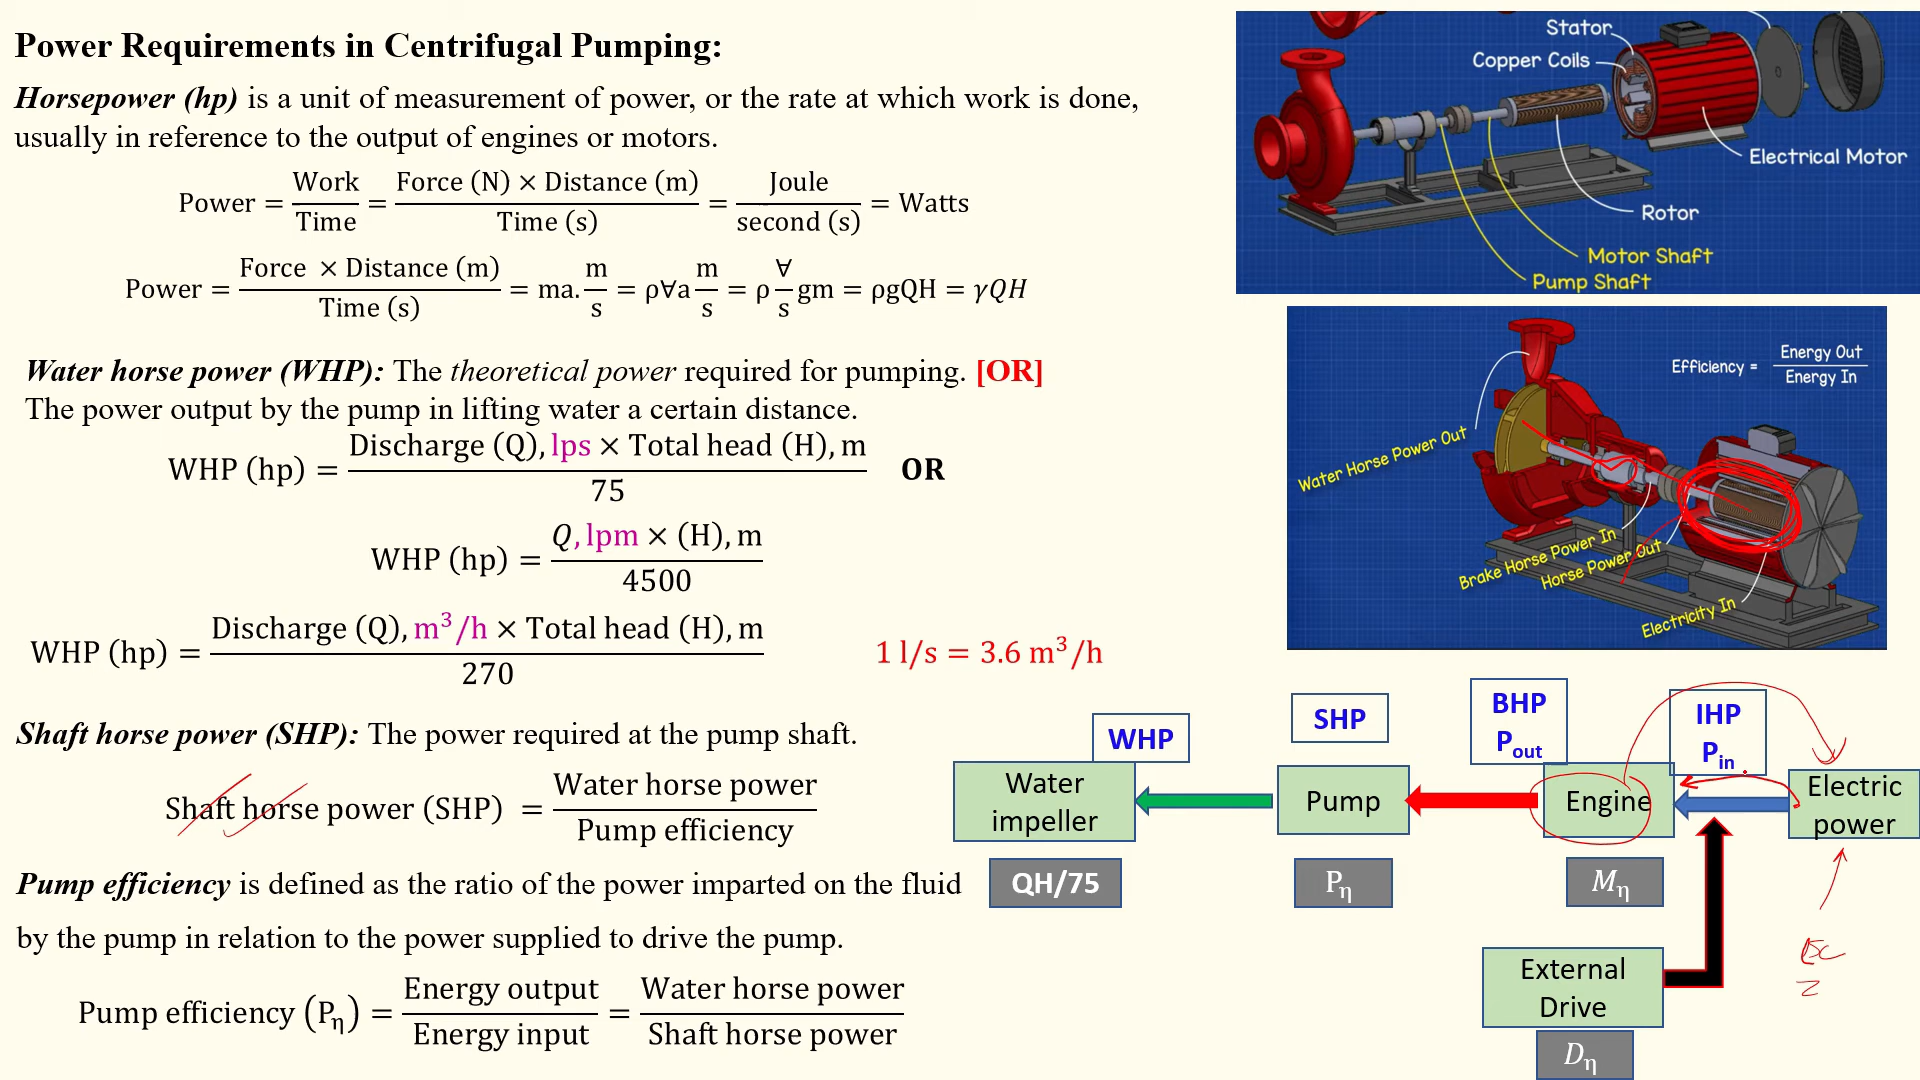 Power Requirements in Centrifugal Pumping:
Horsepower (hp) is a unit of measurement of power, or the rate at which work is done,
usually in reference to the output of engines or motors.
Power = Work / Time = Force (N) × Distance (m) / Time (s) = Joule / second (s) = Watts
Power = Force × Distance (m) / Time (s) = ma. m/s = ρ∀a m/s = ρ ∀/s gm = ρgQH = γQH
Water horse power (WHP): The theoretical power required for pumping. [OR]
The power output by the pump in lifting water a certain distance.
WHP (hp) = Discharge (Q), lps × Total head (H), m / 75 OR
WHP (hp) = Q, lpm × (H), m / 4500
WHP (hp) = Discharge (Q), m³/h × Total head (H), m / 270
1 l/s = 3.6 m³/h
Shaft horse power (SHP): The power required at the pump shaft.
Shaft horse power (SHP) = Water horse power / Pump efficiency
Pump efficiency is defined as the ratio of the power imparted on the fluid
by the pump in relation to the power supplied to drive the pump.
Pump efficiency (Pη) = Energy output / Energy input = Water horse power / Shaft horse power
Stator
Copper Coils
Electrical Motor
Rotor
Motor Shaft
Pump Shaft
Efficiency = Energy Out / Energy In
Water Horse Power Out
Brake Horse Power In
Horse Power Out
Electricity In
WHP
SHP
BHP
Pout
IHP
Pin
Water
impeller
Pump
Engine
Electric
power
QH/75
Pη
Mη
External
Drive
Dη